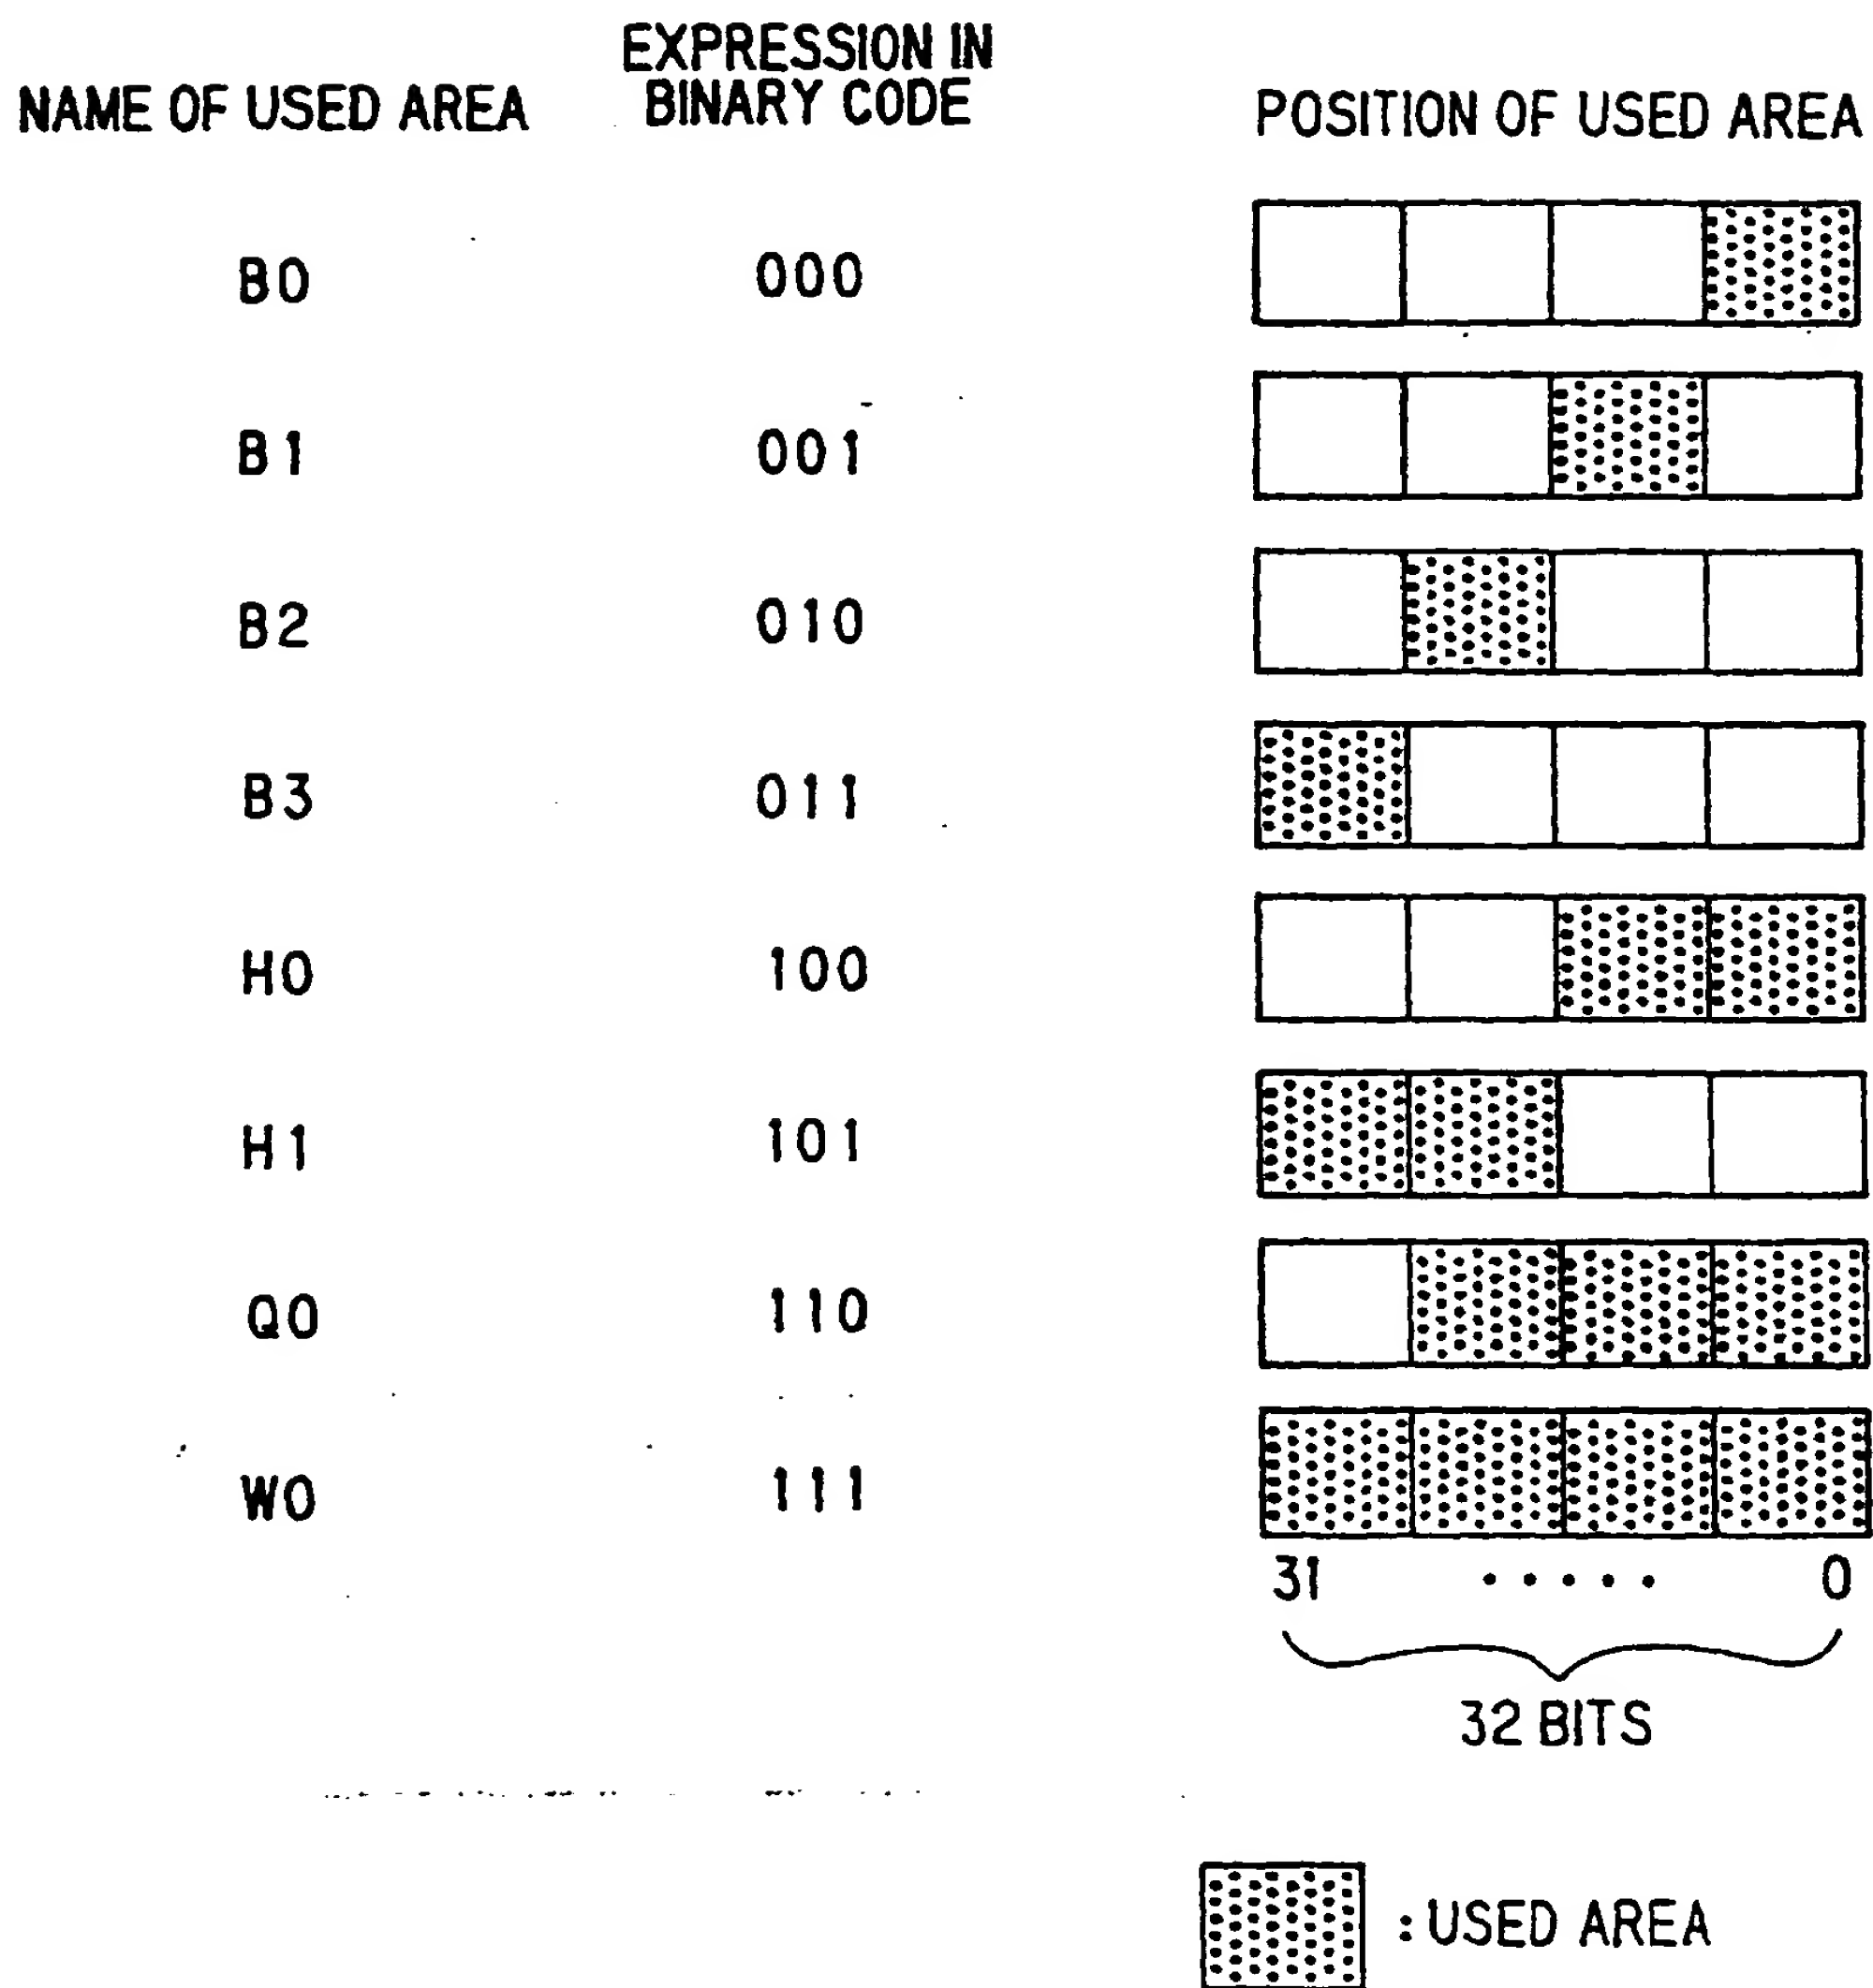 NAME OF USED AREA
EXPRESSION IN
BINARY CODE
POSITION OF USED AREA
B0 000
B1 001
B2 010
B3 011
H0 100
H1 101
Q0 110
W0 111
31 ..... 0
32 BITS
: USED AREA